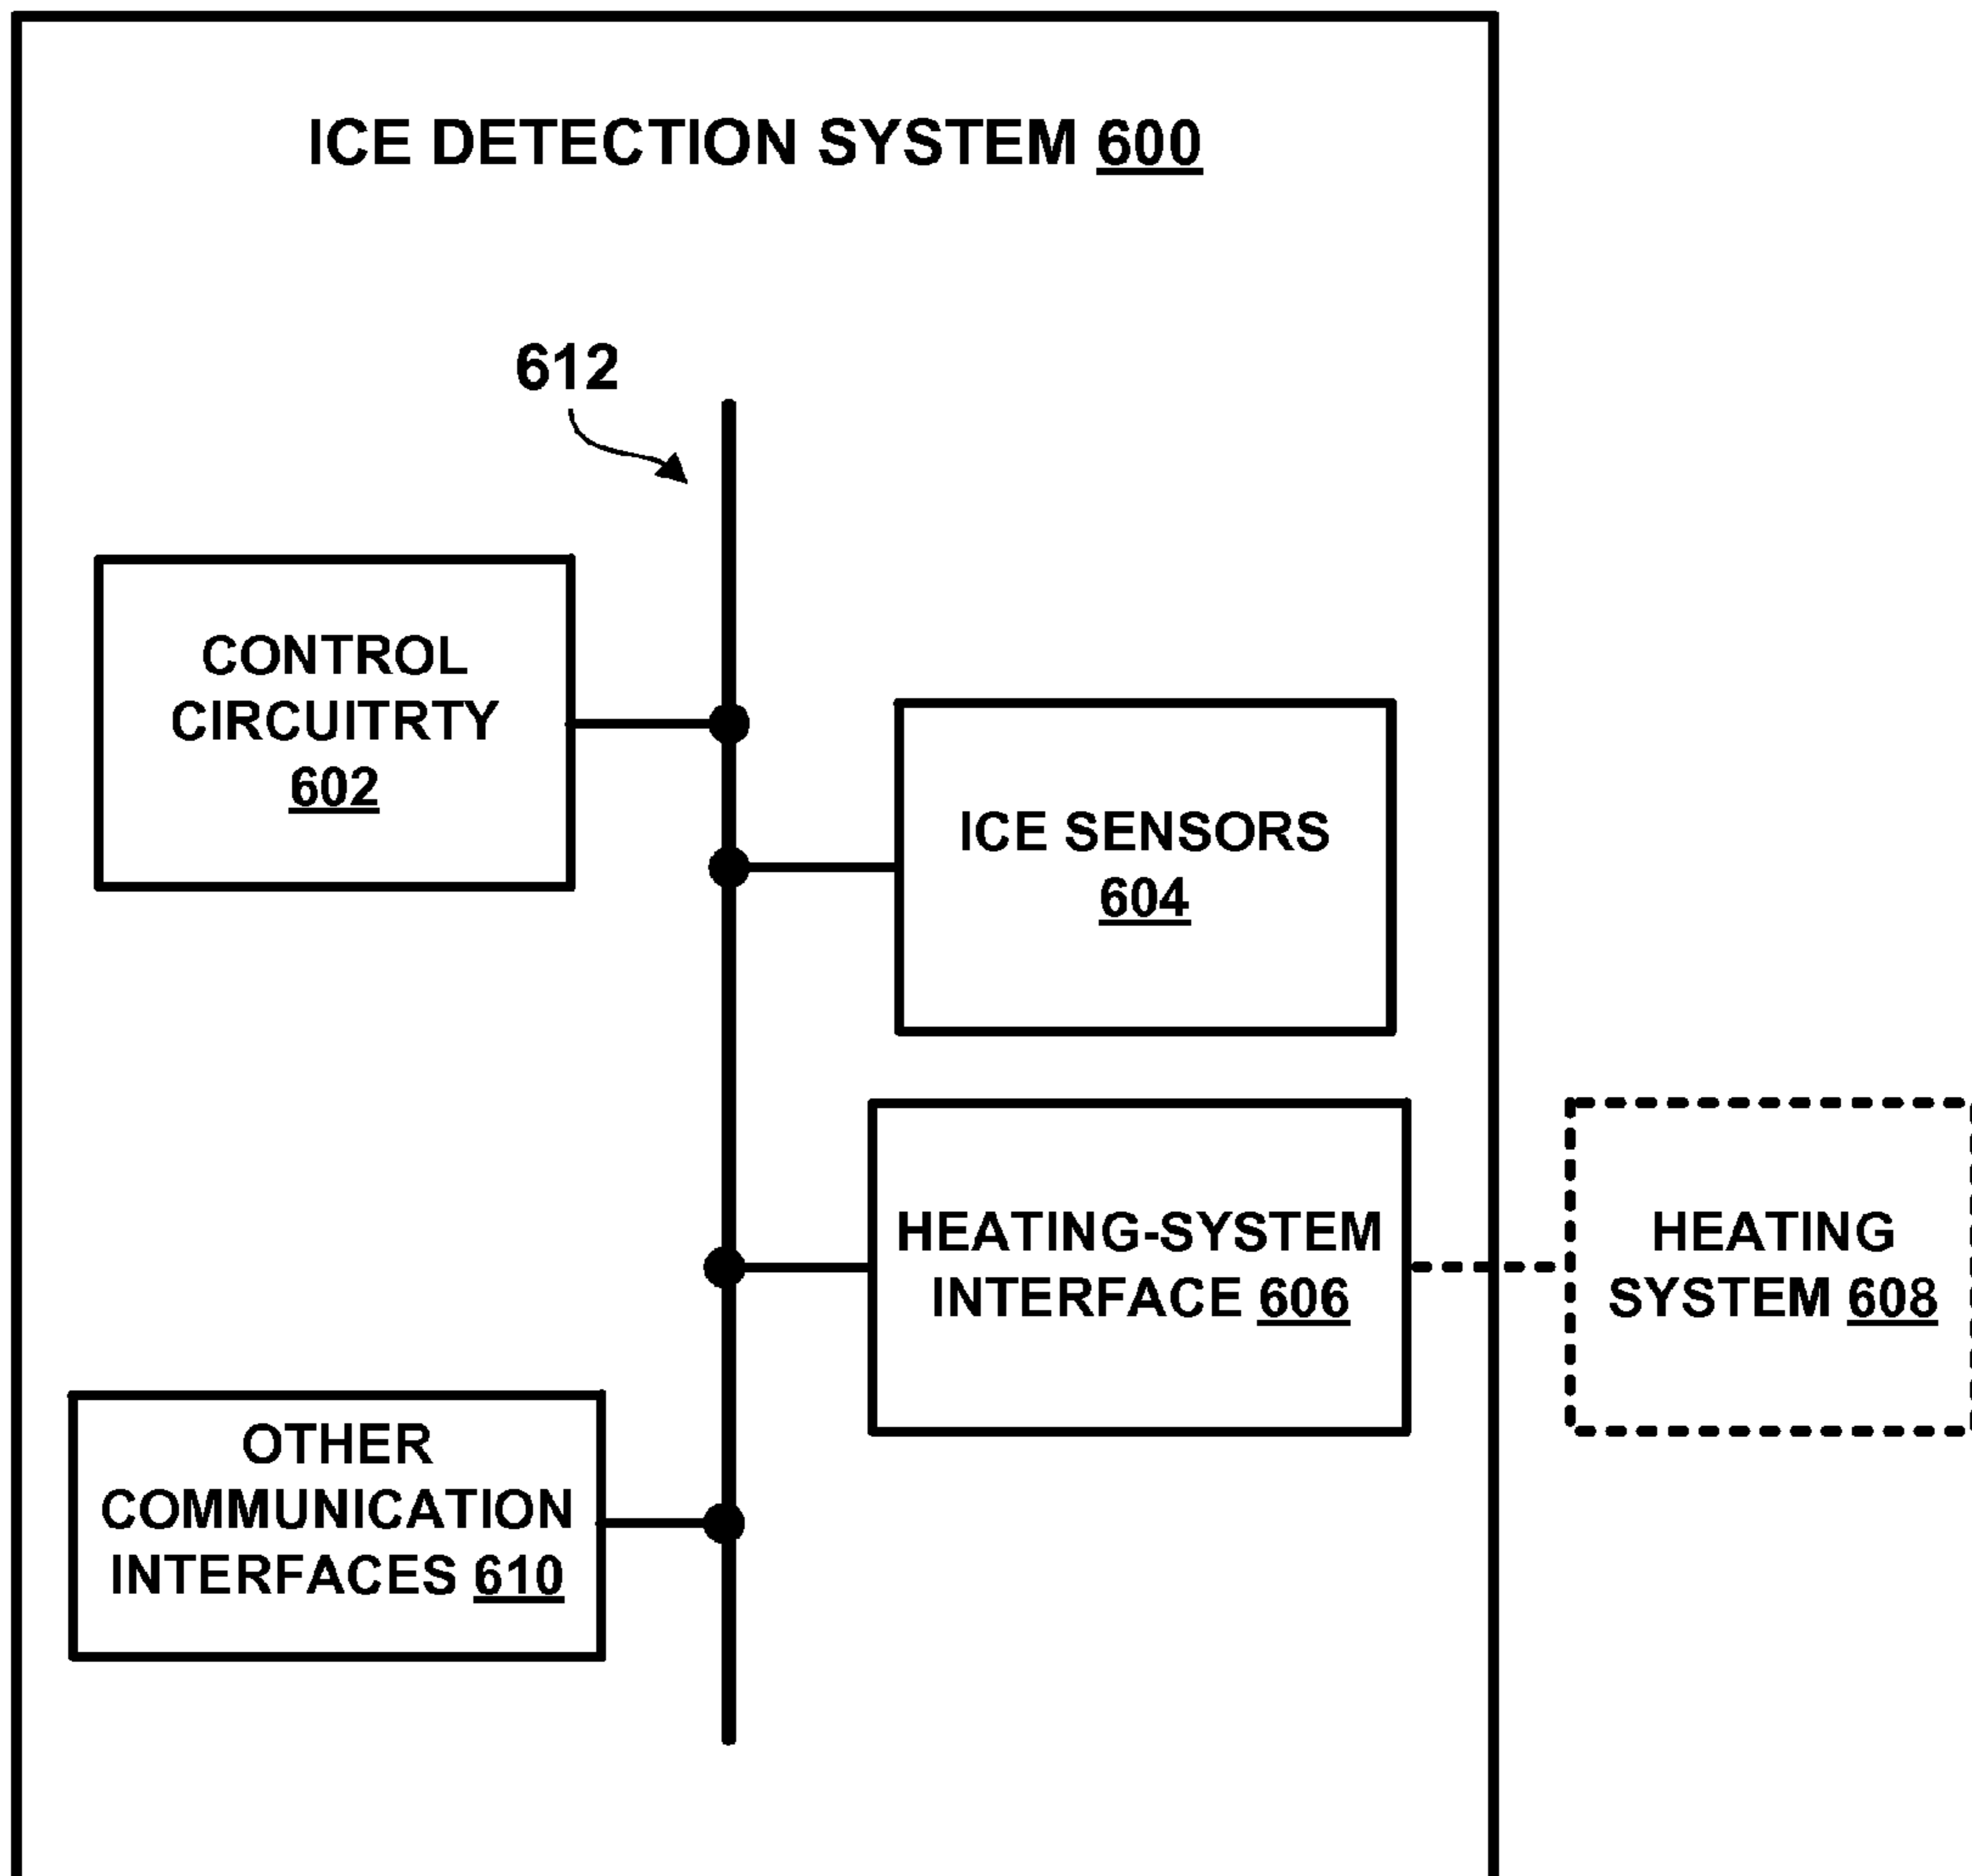 ICE DETECTION SYSTEM 600
612
CONTROL
CIRCUITRTY
602
ICE SENSORS
604
HEATING-SYSTEM
INTERFACE 606
HEATING
SYSTEM 608
OTHER
COMMUNICATION
INTERFACES 610